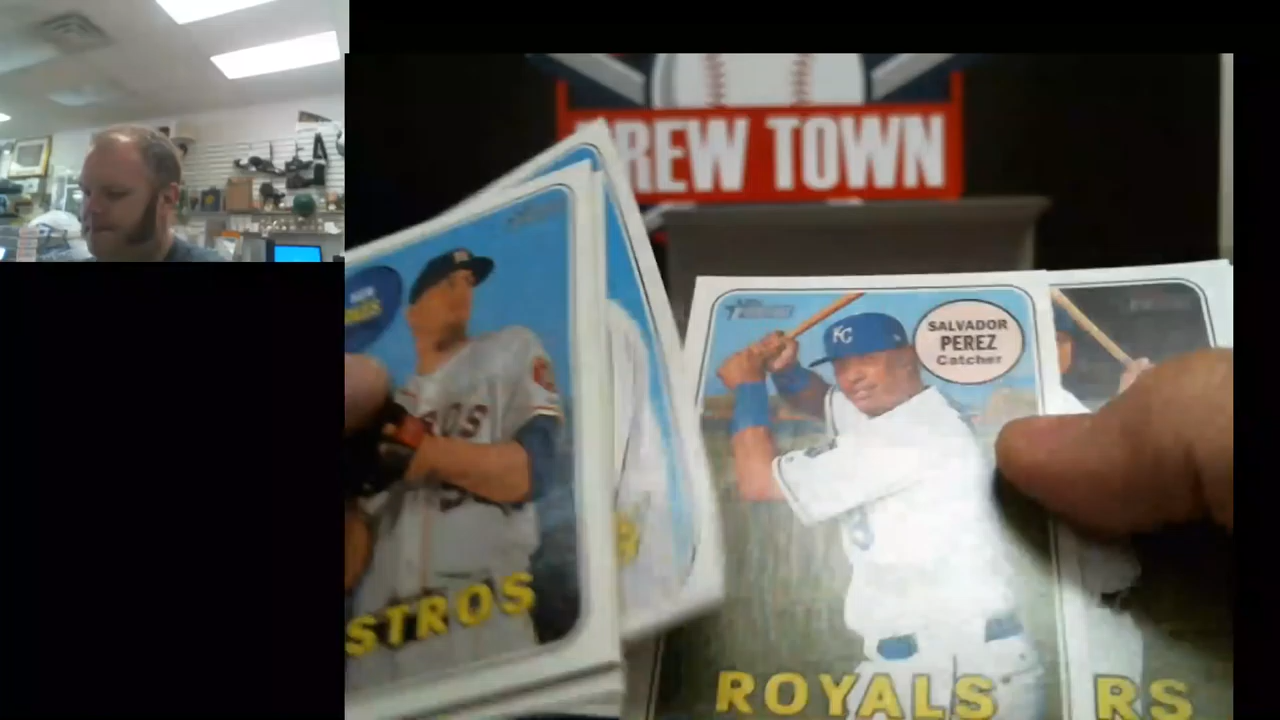 REW TOWN
SALVADOR
PEREZ
Catcher
KC
ROYALS
STROS
RS